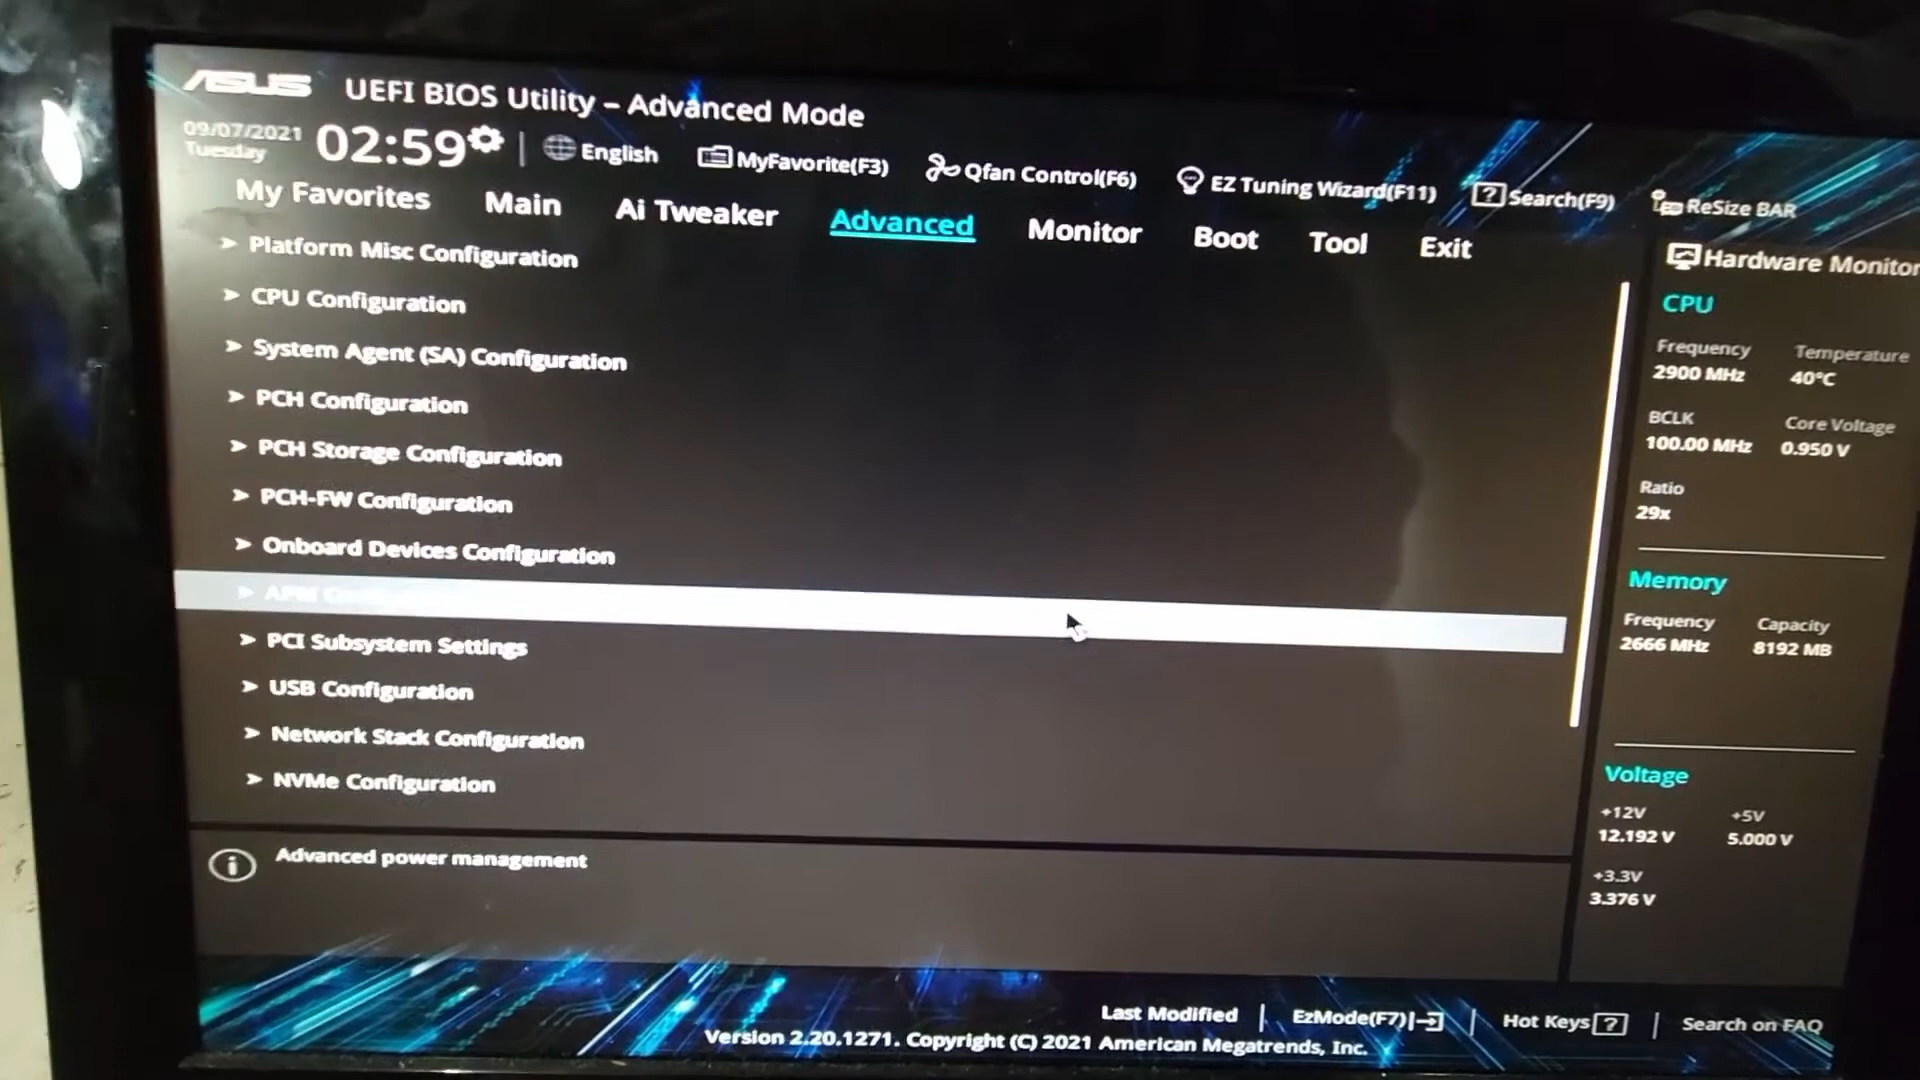 ASUS UEFI BIOS Utility – Advanced Mode
09/07/2021
Tuesday
02:59
English
MyFavorite(F3)
Qfan Control(F6)
EZ Tuning Wizard(F11)
Search(F9)
ReSize BAR
My Favorites
Main
Ai Tweaker
Advanced
Monitor
Boot
Tool
Exit
Platform Misc Configuration
CPU Configuration
System Agent (SA) Configuration
PCH Configuration
PCH Storage Configuration
PCH-FW Configuration
Onboard Devices Configuration
APM
PCI Subsystem Settings
USB Configuration
Network Stack Configuration
NVMe Configuration
Advanced power management
Hardware Monitor
CPU
Frequency Temperature
2900 MHz 40°C
BCLK Core Voltage
100.00 MHz 0.950 V
Ratio
29x
Memory
Frequency Capacity
2666 MHz 8192 MB
Voltage
+12V +5V
12.192 V 5.000 V
+3.3V
3.376 V
Last Modified
EzMode(F7)
Hot Keys ?
Search on FAQ
Version 2.20.1271. Copyright (C) 2021 American Megatrends, Inc.